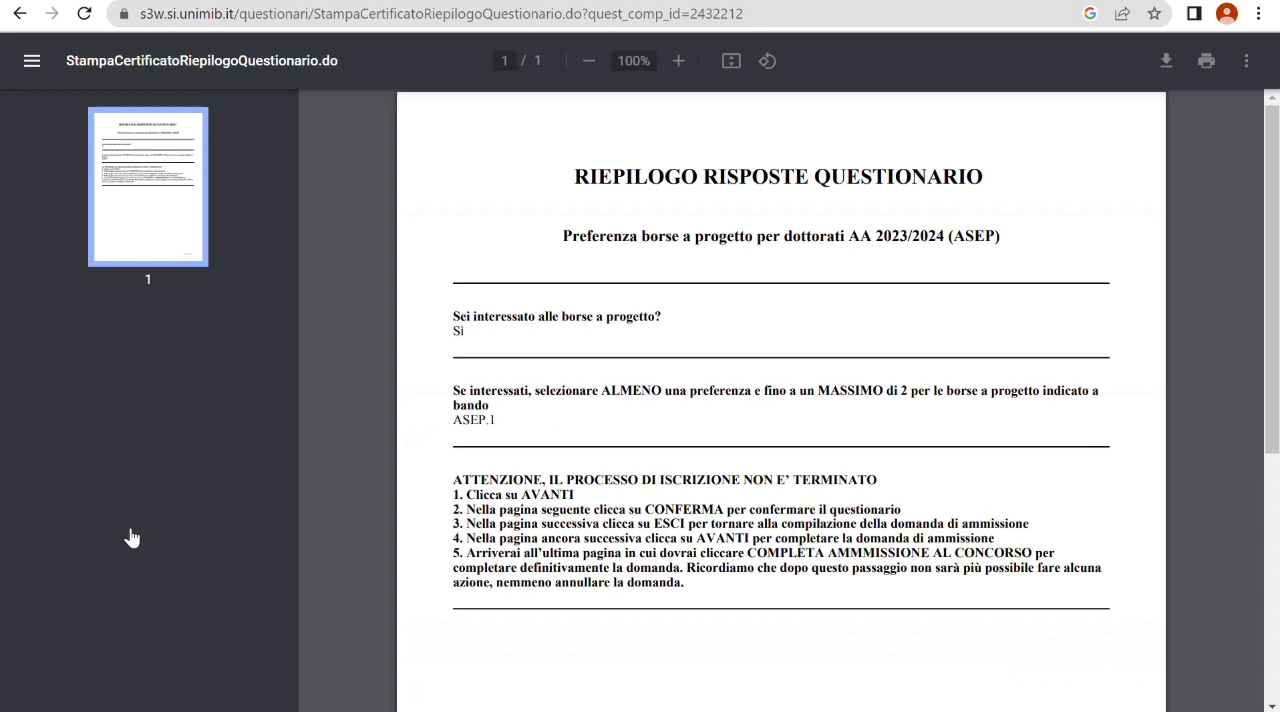 s3w.si.unimib.it/questionari/StampaCertificatoRiepilogoQuestionario.do?quest_comp_id=2432212
StampaCertificatoRiepilogoQuestionario.do
1 / 1
100%
1
RIEPILOGO RISPOSTE QUESTIONARIO
Preferenza borse a progetto per dottorati AA 2023/2024 (ASEP)
Sei interessato alle borse a progetto?
Sì
Se interessati, selezionare ALMENO una preferenza e fino a un MASSIMO di 2 per le borse a progetto indicato a
bando
ASEP.1
ATTENZIONE, IL PROCESSO DI ISCRIZIONE NON E' TERMINATO
1. Clicca su AVANTI
2. Nella pagina seguente clicca su CONFERMA per confermare il questionario
3. Nella pagina successiva clicca su ESCI per tornare alla compilazione della domanda di ammissione
4. Nella pagina ancora successiva clicca su AVANTI per completare la domanda di ammissione
5. Arriverai all'ultima pagina in cui dovrai cliccare COMPLETA AMMMISSIONE AL CONCORSO per
completare definitivamente la domanda. Ricordiamo che dopo questo passaggio non sarà più possibile fare alcuna
azione, nemmeno annullare la domanda.